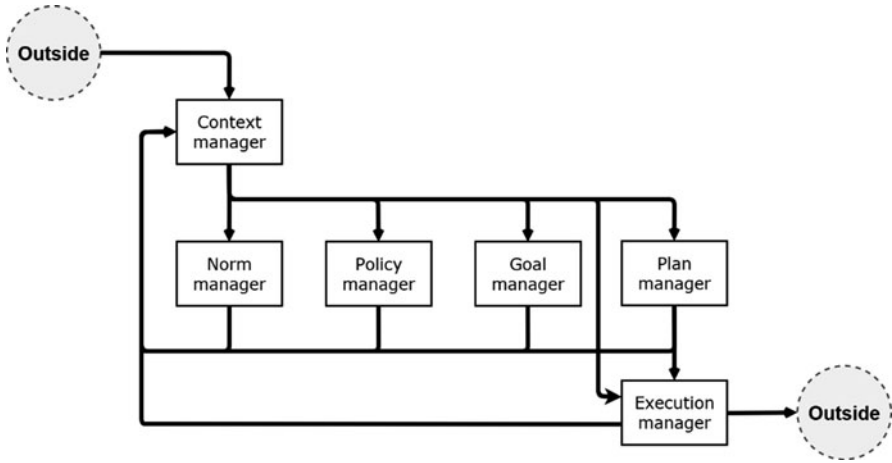 Outside
Context
manager
Norm
manager
Policy
manager
Goal
manager
Plan
manager
Execution
manager
Outside